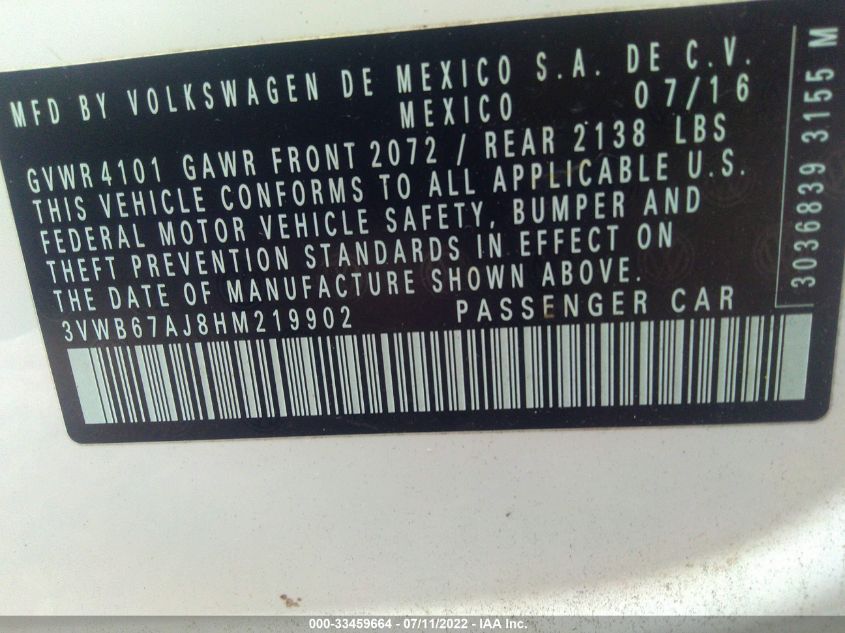 MFD BY VOLKSWAGEN DE MEXICO S.A. DE C.V.
MEXICO 07/16
GVWR4101 GAWR FRONT 2072 / REAR 2138 LBS
THIS VEHICLE CONFORMS TO ALL APPLICABLE U.S.
FEDERAL MOTOR VEHICLE SAFETY, BUMPER AND
THEFT PREVENTION STANDARDS IN EFFECT ON
THE DATE OF MANUFACTURE SHOWN ABOVE.
3VWB67AJ8HM219902 PASSENGER CAR
3036839 3155 M
000-33459664 - 07/11/2022 - IAA Inc.